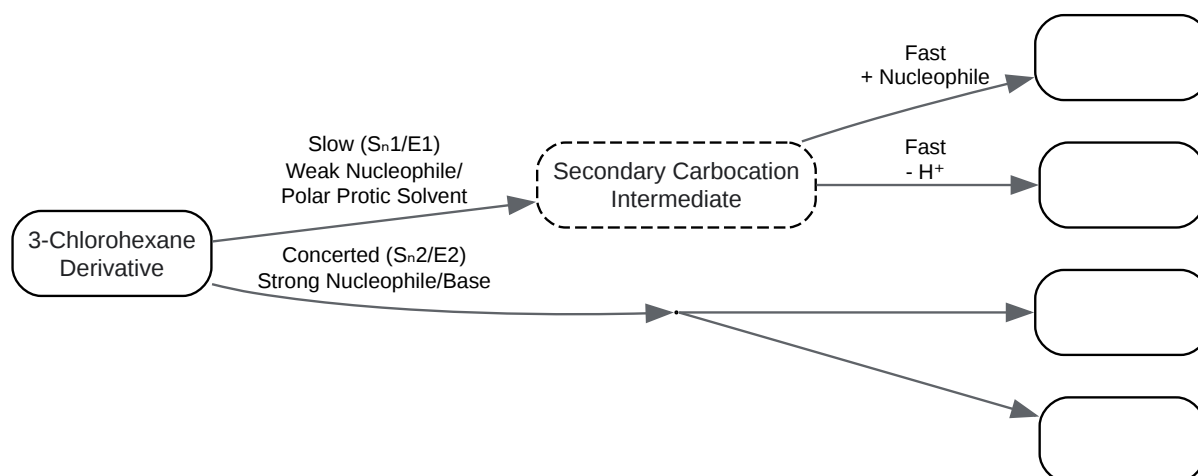 Fast
+ Nucleophile
Slow (Sₙ1/E1)
Weak Nucleophile/
Polar Protic Solvent
Secondary Carbocation
Intermediate
Fast
- H⁺
3-Chlorohexane
Derivative
Concerted (Sₙ2/E2)
Strong Nucleophile/Base